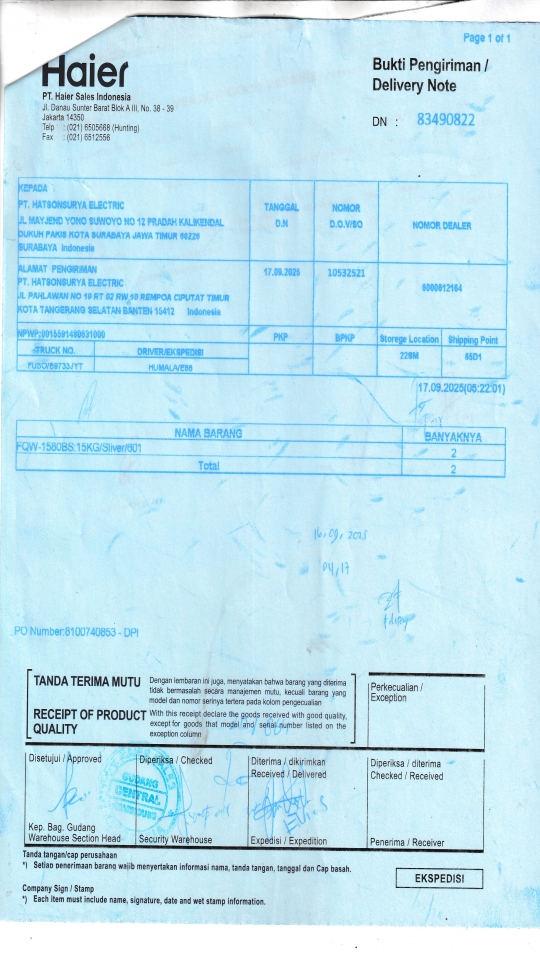 Page 1 of 1
Haier
Bukti Pengiriman /
Delivery Note
PT. Haier Sales Indonesia
Jl. Danau Sunter Barat Blok A III, No. 38 - 39
Jakarta 14350
Telp : (021) 6505668 (Hunting)
Fax : (021) 6512556
DN : 83490822
KEPADA
PT. HATSONSURYA ELECTRIC
JL MAYJEND YONO SUWOYO NO 12 PRADAH KALIKENDAL
DUKUH PAKIS KOTA SURABAYA JAWA TIMUR 60226
SURABAYA Indonesia
TANGGAL
D.N
NOMOR
D.O.V/SO
NOMOR DEALER
ALAMAT PENGIRIMAN
PT. HATSONSURYA ELECTRIC
JL PAHLAWAN NO 19 RT 02 RW 10 REMPOA CIPUTAT TIMUR
KOTA TANGERANG SELATAN BANTEN 15412 Indonesia
17.09.2025
10532521
NPWP:0015591480631000
PKP
BPKP
Storege Location
Shipping Point
TRUCK NO.
DRIVER/EKSPEDISI
228M
65D1
FUSO/B9733/YT
HUMALA/E88
17.09.2025(05:22:01)
NAMA BARANG
BANYAKNYA
FQW-1580BS:15KG/Sliver/601
2
Total
2
16,09, 2025
04,17
PO Number:8100740853 - DPI
TANDA TERIMA MUTU
Dengan lembaran ini juga, menyatakan bahwa barang yang diterima
tidak bermasalah secara manajemen mutu, kecuali barang yang
model dan nomor serinya tertera pada kolom pengecualian
RECEIPT OF PRODUCT
QUALITY
With this receipt declare the goods received with good quality,
except for goods that model and serial number listed on the
exception column
Perkecualian /
Exception
Disetujui / Approved
Diperiksa / Checked
Diterima / dikirimkan
Received / Delivered
Diperiksa / diterima
Checked / Received
GUDANG
CENTRAL
Kep. Bag. Gudang
Warehouse Section Head
Security Warehouse
Expedisi / Expedition
Penerima / Receiver
Tanda tangan/cap perusahaan
*) Setiap penerimaan barang wajib menyertakan informasi nama, tanda tangan, tanggal dan Cap basah.
EKSPEDISI
Company Sign / Stamp
*) Each item must include name, signature, date and wet stamp information.